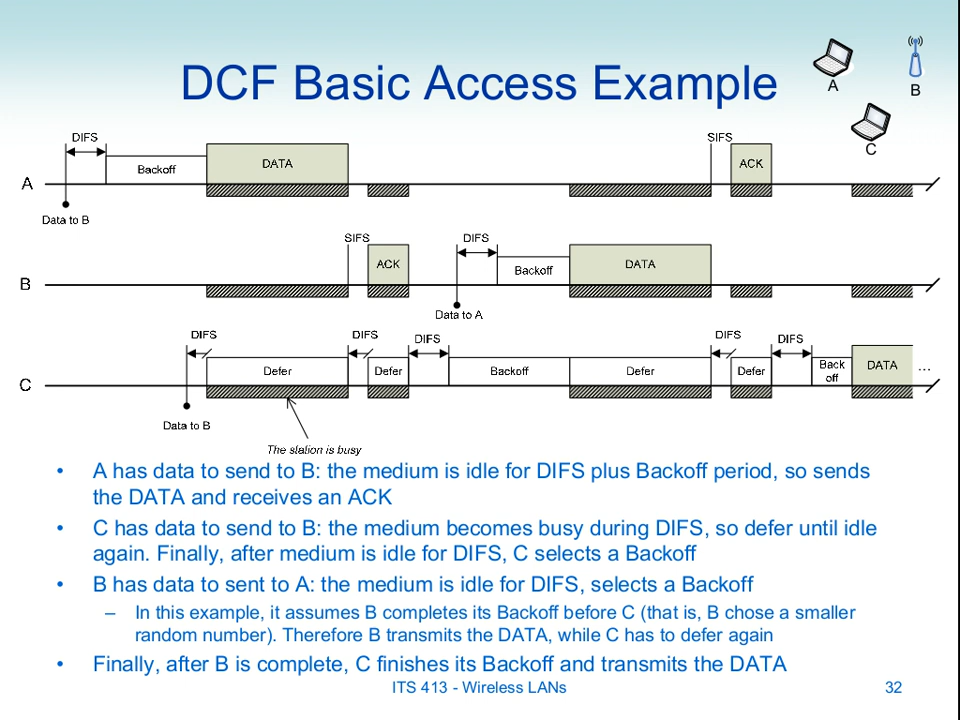 DCF Basic Access Example
A
B
C
DIFS
SIFS
Backoff
DATA
ACK
A
Data to B
SIFS
DIFS
ACK
Backoff
DATA
B
Data to A
DIFS
DIFS
DIFS
DIFS
DIFS
Defer
Defer
Backoff
Defer
Defer
Back
off
DATA
...
C
Data to B
The station is busy
• A has data to send to B: the medium is idle for DIFS plus Backoff period, so sends
the DATA and receives an ACK
• C has data to send to B: the medium becomes busy during DIFS, so defer until idle
again. Finally, after medium is idle for DIFS, C selects a Backoff
• B has data to sent to A: the medium is idle for DIFS, selects a Backoff
– In this example, it assumes B completes its Backoff before C (that is, B chose a smaller
random number). Therefore B transmits the DATA, while C has to defer again
• Finally, after B is complete, C finishes its Backoff and transmits the DATA
ITS 413 - Wireless LANs
32